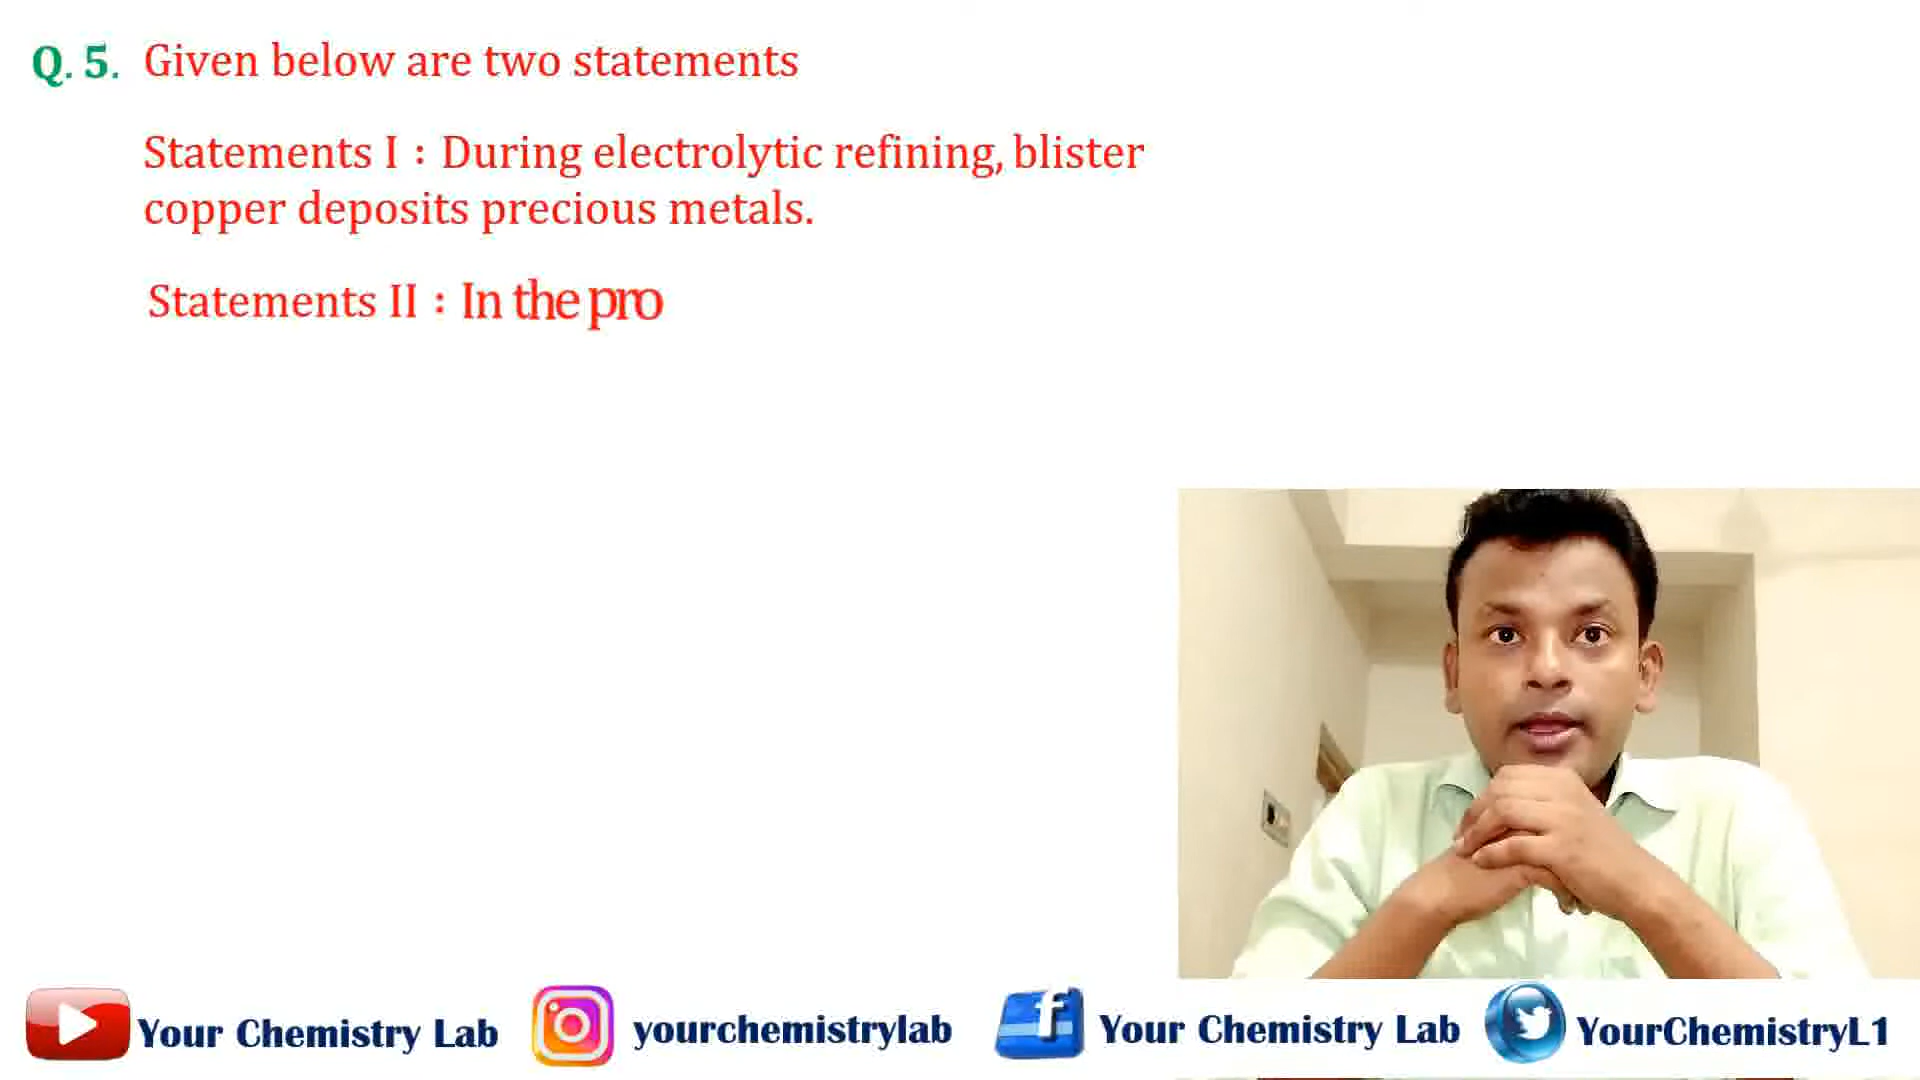 Q. 5. Given below are two statements
Statements I : During electrolytic refining, blister
copper deposits precious metals.
Statements II : In the pro
Your Chemistry Lab yourchemistrylab Your Chemistry Lab YourChemistryL1